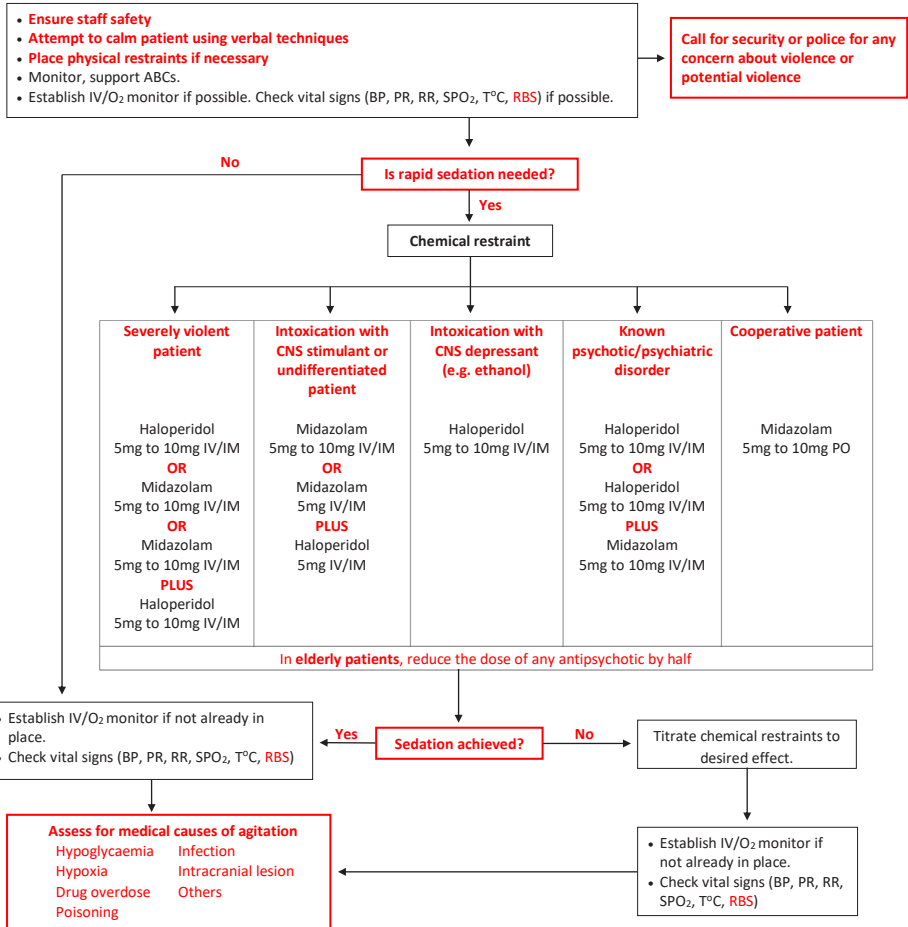 • Ensure staff safety
• Attempt to calm patient using verbal techniques
• Place physical restraints if necessary
• Monitor, support ABCs.
• Establish IV/O₂ monitor if possible. Check vital signs (BP, PR, RR, SPO₂, T°C, RBS) if possible.
Call for security or police for any
concern about violence or
potential violence
No
Is rapid sedation needed?
Yes
Chemical restraint
Severely violent
patient
Haloperidol
5mg to 10mg IV/IM
OR
Midazolam
5mg to 10mg IV/IM
OR
Midazolam
5mg to 10mg IV/IM
PLUS
Haloperidol
5mg to 10mg IV/IM
Intoxication with
CNS stimulant or
undifferentiated
patient
Midazolam
5mg to 10mg IV/IM
OR
Midazolam
5mg IV/IM
PLUS
Haloperidol
5mg IV/IM
Intoxication with
CNS depressant
(e.g. ethanol)
Haloperidol
5mg to 10mg IV/IM
Known
psychotic/psychiatric
disorder
Haloperidol
5mg to 10mg IV/IM
OR
Haloperidol
5mg to 10mg IV/IM
PLUS
Midazolam
5mg to 10mg IV/IM
Cooperative patient
Midazolam
5mg to 10mg PO
In elderly patients, reduce the dose of any antipsychotic by half
• Establish IV/O₂ monitor if not already in
place.
• Check vital signs (BP, PR, RR, SPO₂, T°C, RBS)
Yes
Sedation achieved?
No
Titrate chemical restraints to
desired effect.
Assess for medical causes of agitation
Hypoglycaemia Infection
Hypoxia Intracranial lesion
Drug overdose Others
Poisoning
• Establish IV/O₂ monitor if
not already in place.
• Check vital signs (BP, PR, RR,
SPO₂, T°C, RBS)